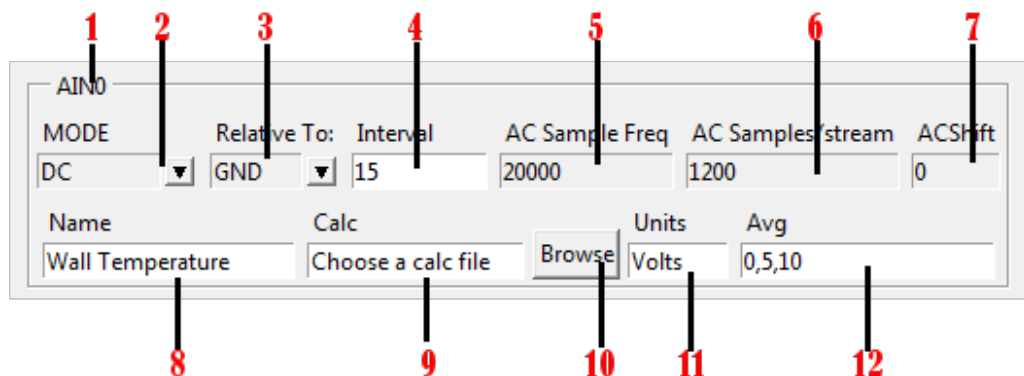 1 2 3 4 5 6 7
AIN0
MODE Relative To: Interval AC Sample Freq AC Samples/stream ACShift
DC GND 15 20000 1200 0
Name Calc Units Avg
Wall Temperature Choose a calc file Browse Volts 0,5,10
8 9 10 11 12